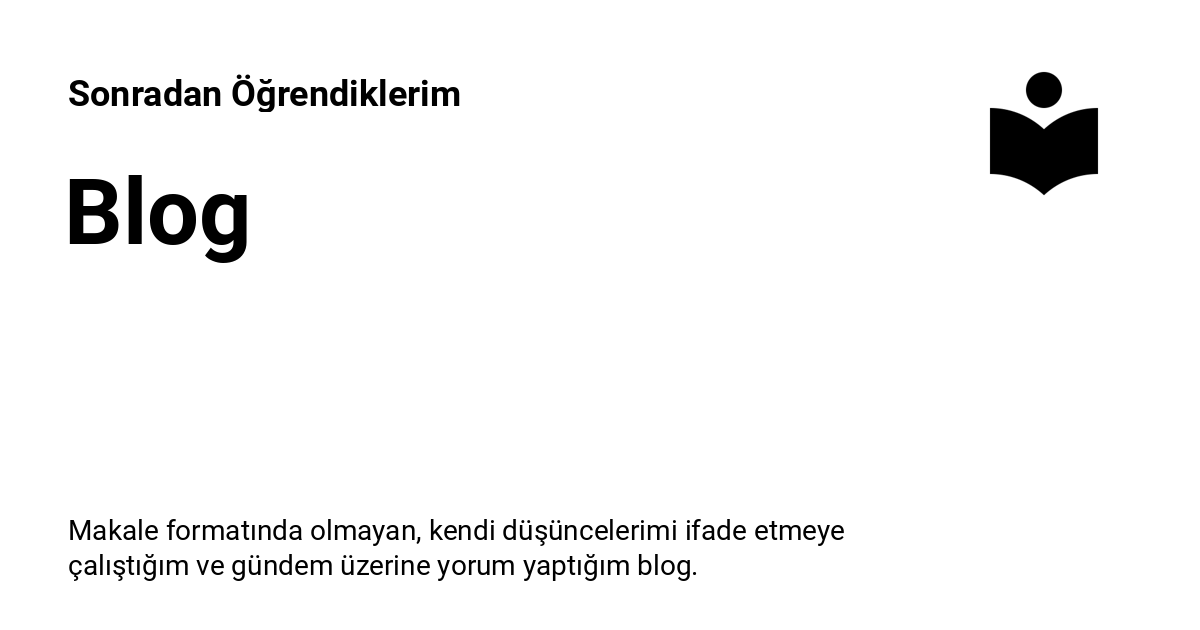 Sonradan Öğrendiklerim
Blog
Makale formatında olmayan, kendi düşüncelerimi ifade etmeye
çalıştığım ve gündem üzerine yorum yaptığım blog.